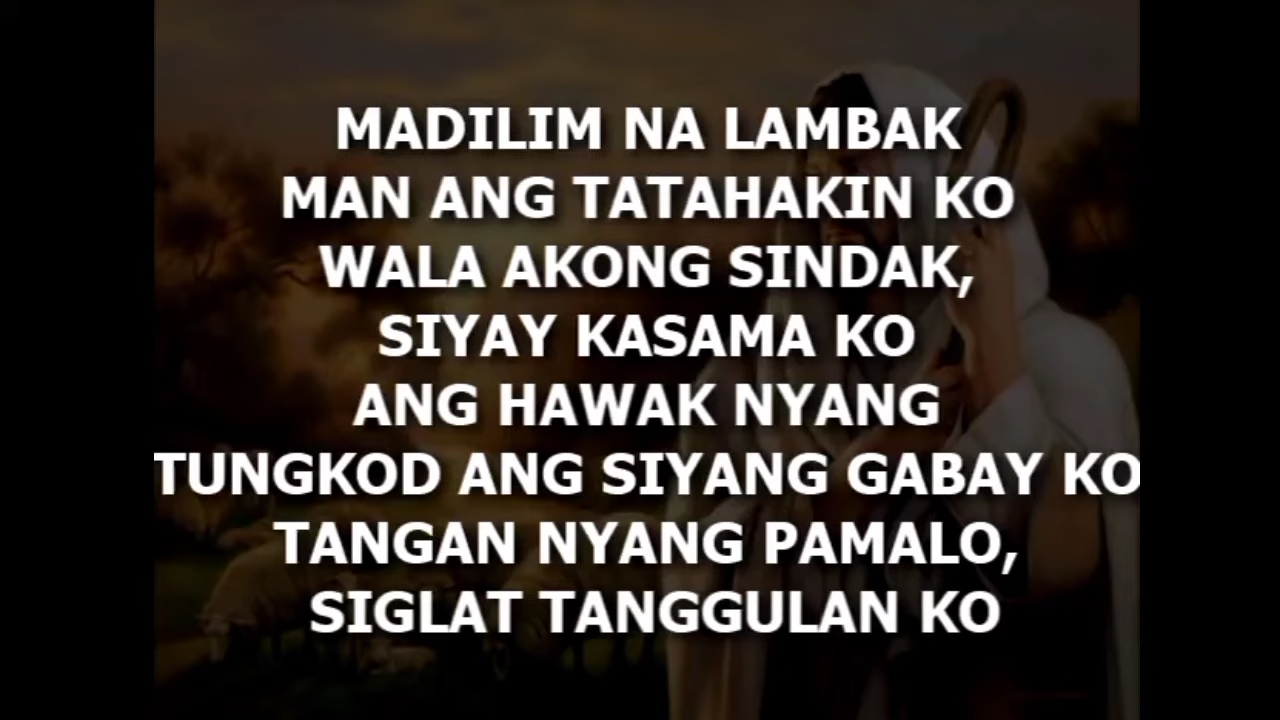 MADILIM NA LAMBAK
MAN ANG TATAHAKIN KO
WALA AKONG SINDAK,
SIYAY KASAMA KO
ANG HAWAK NYANG
TUNGKOD ANG SIYANG GABAY KO
TANGAN NYANG PAMALO,
SIGLAT TANGGULAN KO